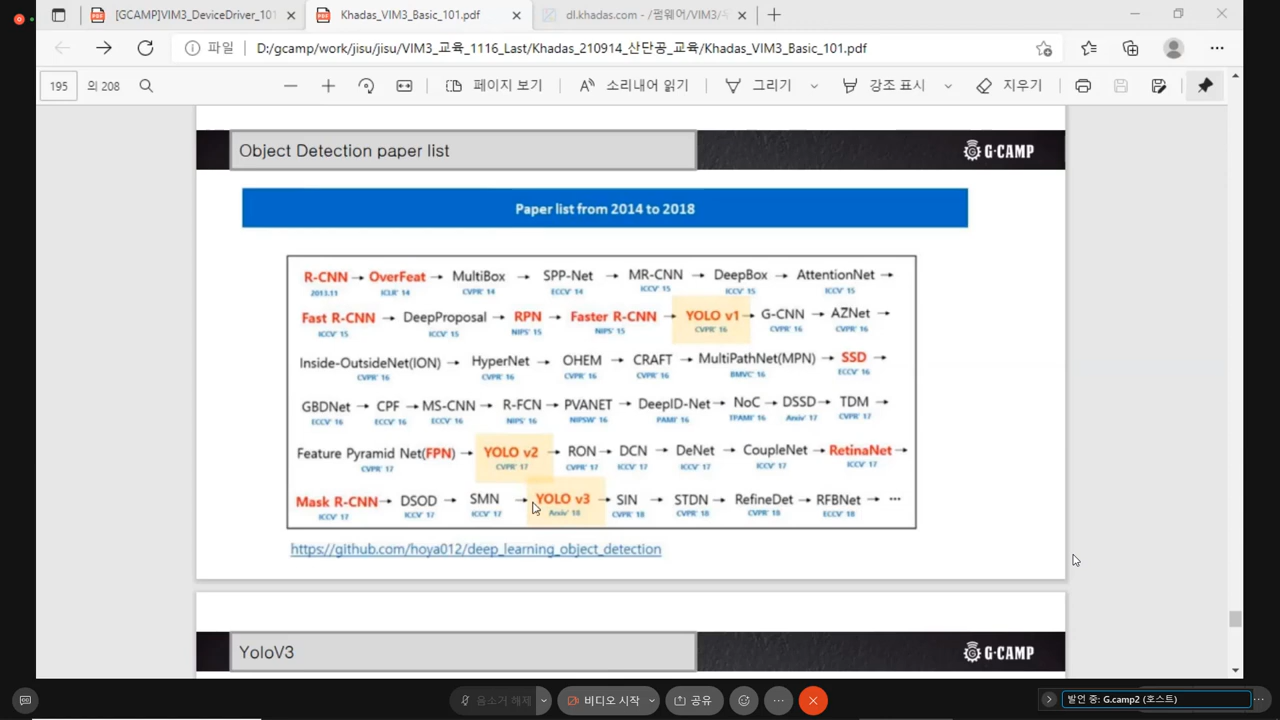 [GCAMP]VIM3_DeviceDriver_101
Khadas_VIM3_Basic_101.pdf
dl.khadas.com - /펌웨어/VIM3/
파일
D:/gcamp/work/jisu/jisu/VIM3_교육_1116_Last/Khadas_210914_산단공_교육/Khadas_VIM3_Basic_101.pdf
195 의 208
페이지 보기
소리내어 읽기
그리기
강조 표시
지우기
Object Detection paper list
G·CAMP
Paper list from 2014 to 2018
R-CNN → OverFeat → MultiBox → SPP-Net → MR-CNN → DeepBox → AttentionNet →
2013.11 ICLR' 14 CVPR' 14 ECCV' 14 ICCV' 15 ICCV' 15 ICCV' 15
Fast R-CNN → DeepProposal → RPN → Faster R-CNN → YOLO v1 → G-CNN → AZNet →
ICCV' 15 ICCV' 15 NIPS' 15 NIPS' 15 CVPR' 16 CVPR' 16 CVPR' 16
Inside-OutsideNet(ION) → HyperNet → OHEM → CRAFT → MultiPathNet(MPN) → SSD →
CVPR' 16 CVPR' 16 CVPR' 16 CVPR' 16 BMVC' 16 ECCV' 16
GBDNet → CPF → MS-CNN → R-FCN → PVANET → DeepID-Net → NoC → DSSD → TDM →
ECCV' 16 ECCV' 16 ECCV' 16 NIPS' 16 NIPSW' 16 PAMI' 16 TPAMI' 16 Arxiv' 17 CVPR' 17
Feature Pyramid Net(FPN) → YOLO v2 → RON → DCN → DeNet → CoupleNet → RetinaNet →
CVPR' 17 CVPR' 17 CVPR' 17 ICCV' 17 ICCV' 17 ICCV' 17 ICCV' 17
Mask R-CNN → DSOD → SMN → YOLO v3 → SIN → STDN → RefineDet → RFBNet → ···
ICCV' 17 ICCV' 17 ICCV' 17 Arxiv' 18 CVPR' 18 CVPR' 18 CVPR' 18 ECCV' 18
https://github.com/hoya012/deep_learning_object_detection
YoloV3
G·CAMP
음소거 해제
비디오 시작
공유
발언 중: G.camp2 (호스트)